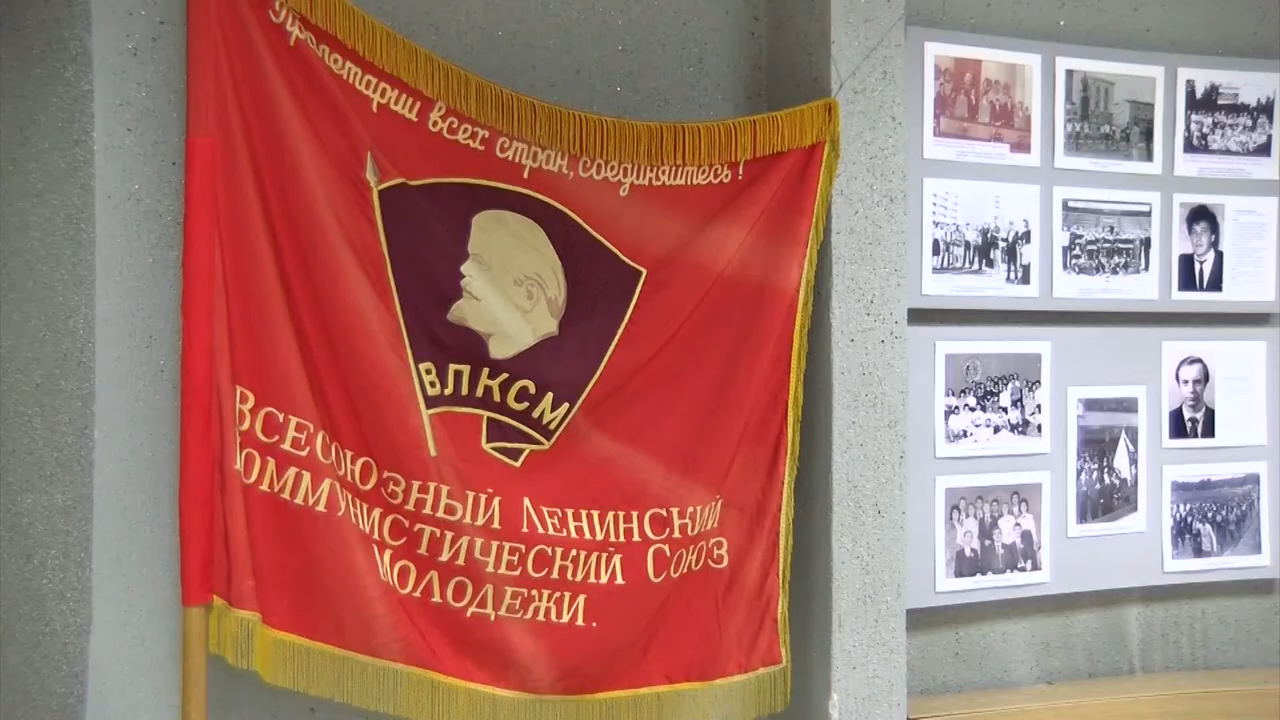 Пролетарии всех стран, соединяйтесь!
ВЛКСМ
ВСЕСОЮЗНЫЙ ЛЕНИНСКИЙ
КОММУНИСТИЧЕСКИЙ СОЮЗ
МОЛОДЕЖИ.